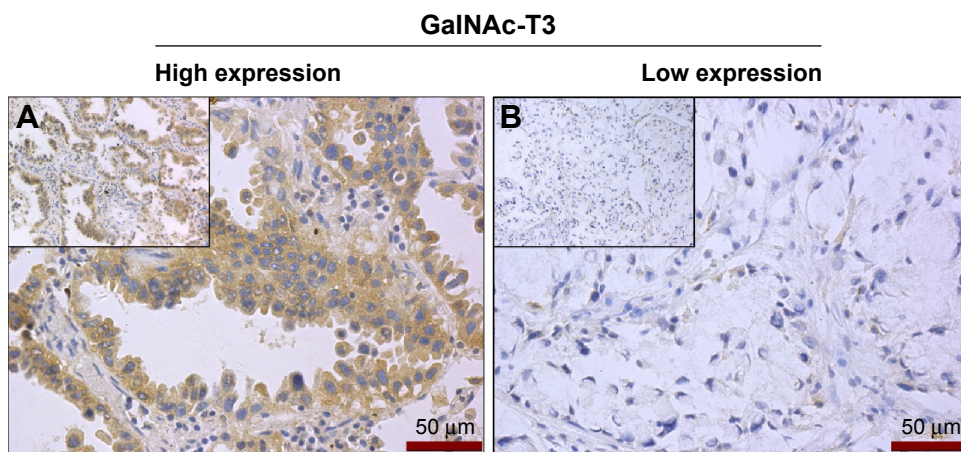 GalNAc-T3
High expression
Low expression
A
B
50 μm
50 μm